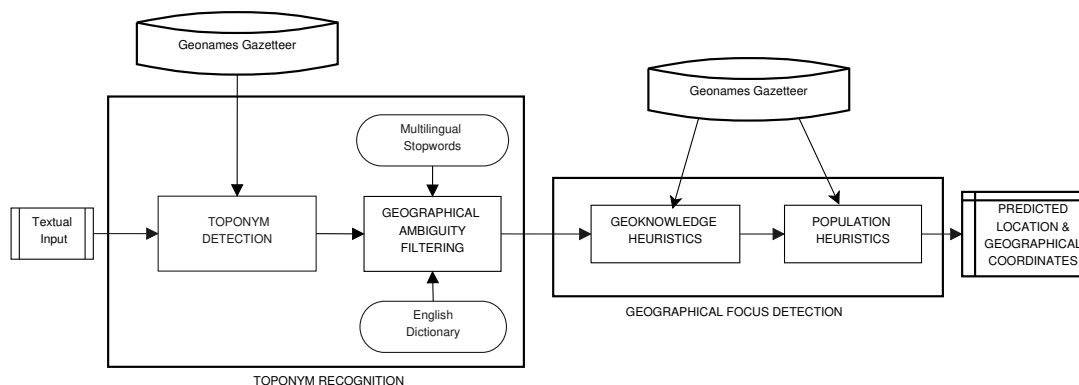 Geonames Gazetteer
Geonames Gazetteer
Multilingual
Stopwords
Textual
Input
TOPONYM
DETECTION
GEOGRAPHICAL
AMBIGUITY
FILTERING
English
Dictionary
TOPONYM RECOGNITION
GEOKNOWLEDGE
HEURISTICS
POPULATION
HEURISTICS
GEOGRAPHICAL FOCUS DETECTION
PREDICTED
LOCATION &
GEOGRAPHICAL
COORDINATES